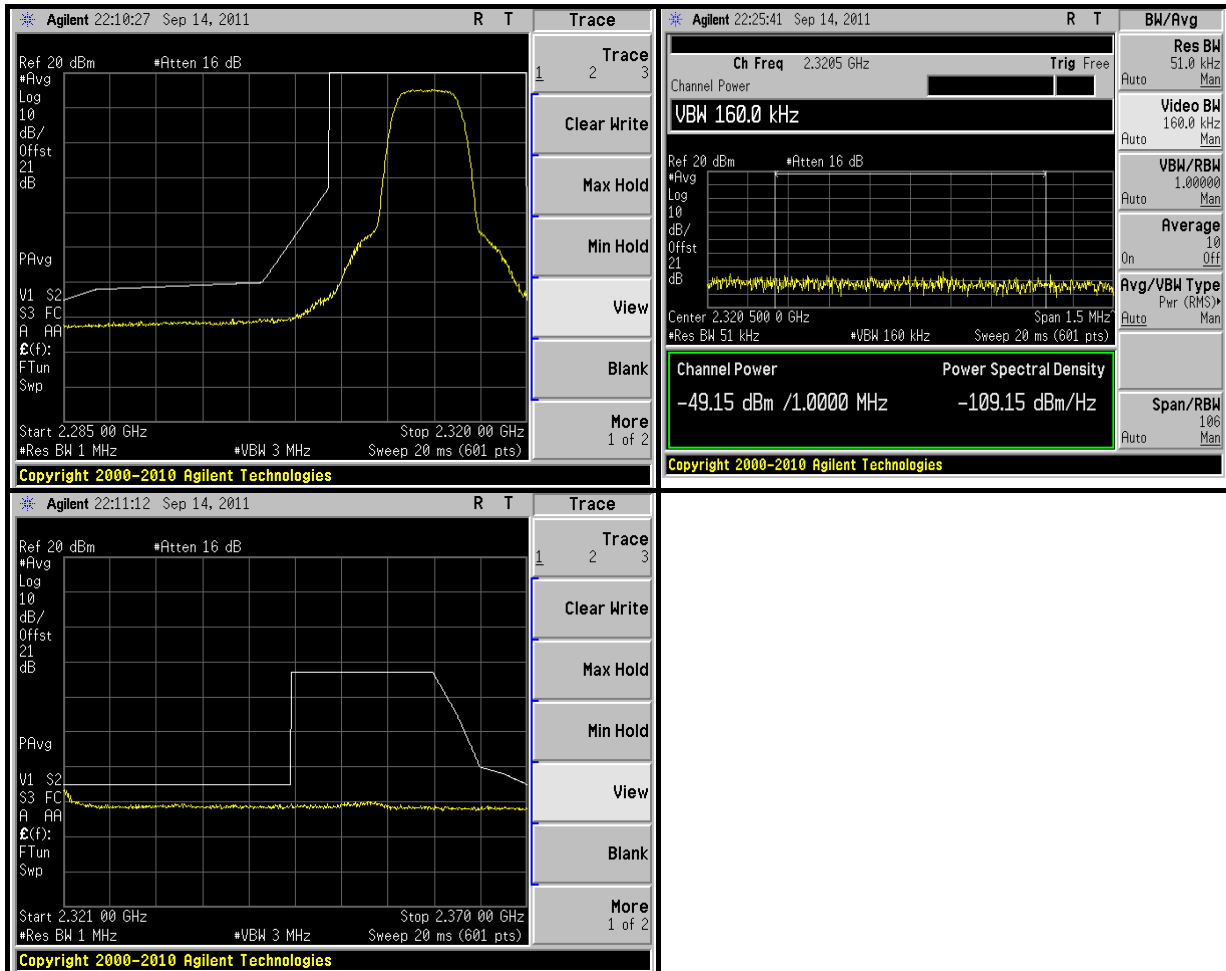 Agilent 22:10:27 Sep 14, 2011 R T Trace
Ref 20 dBm #Atten 16 dB
#Avg
Log
10
dB/
Offst
21
dB
PAvg
V1 S2
S3 FC
A AA
£(f):
FTun
Swp
Start 2.285 00 GHz Stop 2.320 00 GHz
#Res BW 1 MHz #VBW 3 MHz Sweep 20 ms (601 pts)
Copyright 2000-2010 Agilent Technologies
Trace
1 2 3
Clear Write
Max Hold
Min Hold
View
Blank
More
1 of 2
Agilent 22:25:41 Sep 14, 2011 R T BW/Avg
Ch Freq 2.3205 GHz Trig Free
Channel Power
VBW 160.0 kHz
Ref 20 dBm #Atten 16 dB
#Avg
Log
10
dB/
Offst
21
dB
Center 2.320 500 0 GHz Span 1.5 MHz^
#Res BW 51 kHz #VBW 160 kHz Sweep 20 ms (601 pts)
Channel Power Power Spectral Density
-49.15 dBm /1.0000 MHz -109.15 dBm/Hz
Copyright 2000-2010 Agilent Technologies
Res BW
51.0 kHz
Auto Man
Video BW
160.0 kHz
Auto Man
VBW/RBW
1.00000
Auto Man
Average
10
On Off
Avg/VBW Type
Pwr (RMS)▸
Auto Man
Span/RBW
106
Auto Man
Agilent 22:11:12 Sep 14, 2011 R T Trace
Ref 20 dBm #Atten 16 dB
#Avg
Log
10
dB/
Offst
21
dB
PAvg
V1 S2
S3 FC
A AA
£(f):
FTun
Swp
Start 2.321 00 GHz Stop 2.370 00 GHz
#Res BW 1 MHz #VBW 3 MHz Sweep 20 ms (601 pts)
Copyright 2000-2010 Agilent Technologies
Trace
1 2 3
Clear Write
Max Hold
Min Hold
View
Blank
More
1 of 2